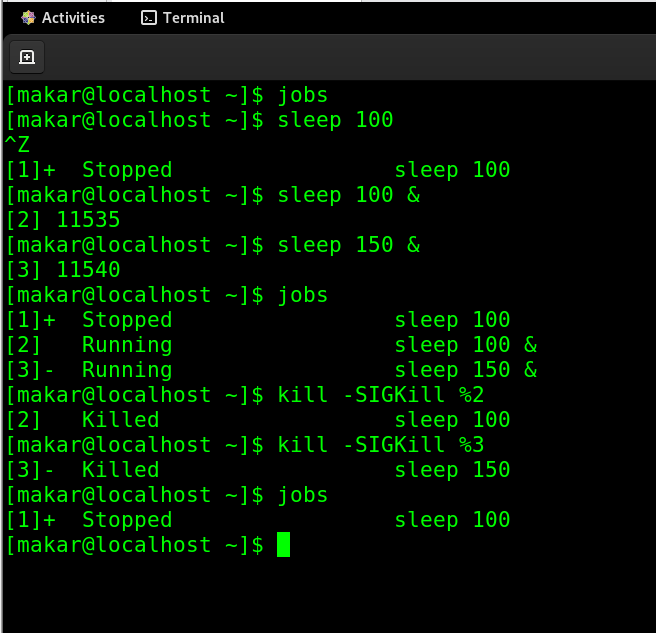 Activities Terminal
[makar@localhost ~]$ jobs
[makar@localhost ~]$ sleep 100
^Z
[1]+  Stopped                 sleep 100
[makar@localhost ~]$ sleep 100 &
[2] 11535
[makar@localhost ~]$ sleep 150 &
[3] 11540
[makar@localhost ~]$ jobs
[1]+  Stopped                 sleep 100
[2]   Running                 sleep 100 &
[3]-  Running                 sleep 150 &
[makar@localhost ~]$ kill -SIGKill %2
[2]   Killed                  sleep 100
[makar@localhost ~]$ kill -SIGKill %3
[3]-  Killed                  sleep 150
[makar@localhost ~]$ jobs
[1]+  Stopped                 sleep 100
[makar@localhost ~]$